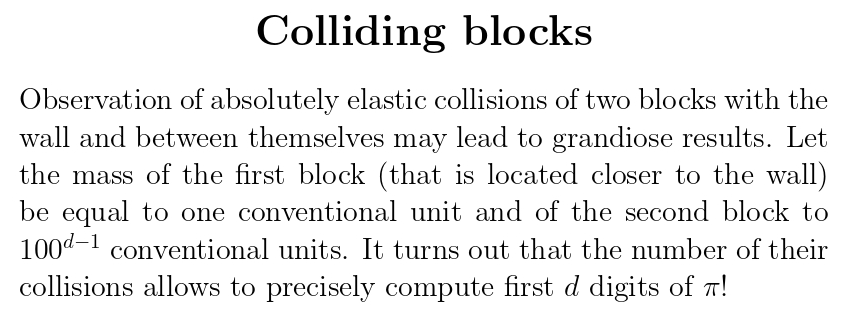 Colliding blocks
Observation of absolutely elastic collisions of two blocks with the
wall and between themselves may lead to grandiose results. Let
the mass of the first block (that is located closer to the wall)
be equal to one conventional unit and of the second block to
100^{d−1} conventional units. It turns out that the number of their
collisions allows to precisely compute first d digits of π!